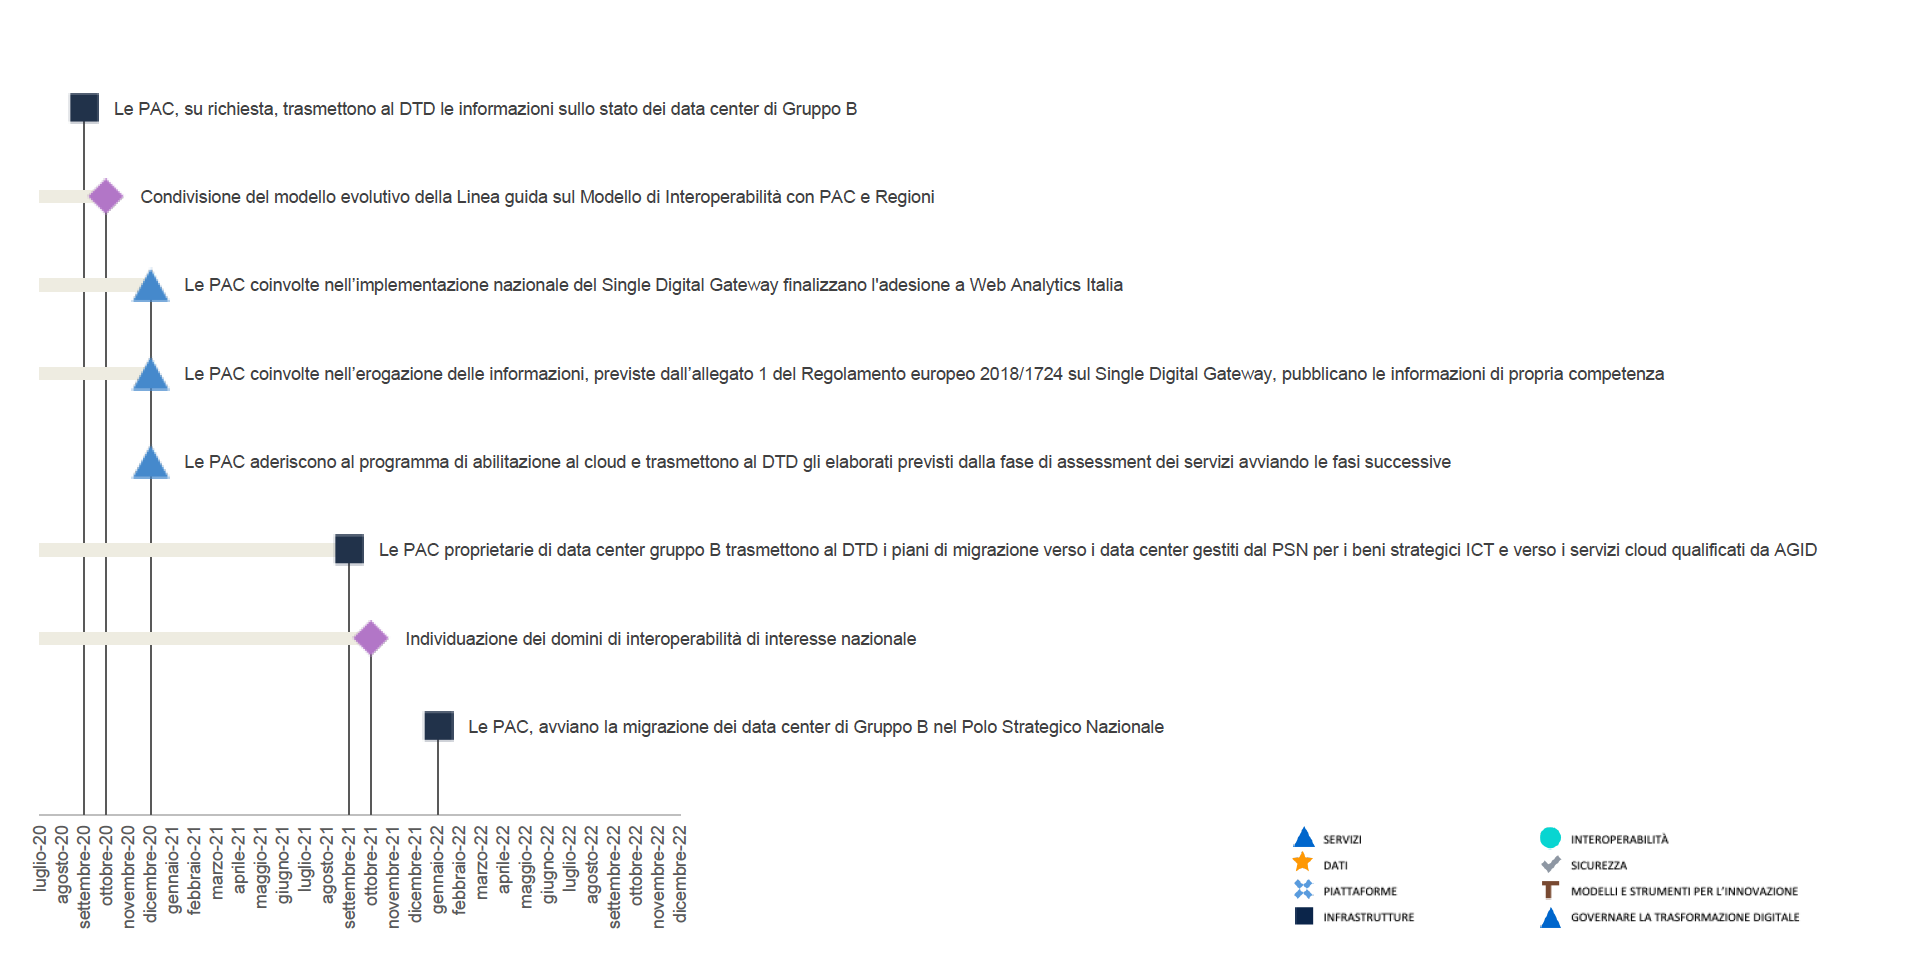 Le PAC, su richiesta, trasmettono al DTD le informazioni sullo stato dei data center di Gruppo B
Condivisione del modello evolutivo della Linea guida sul Modello di Interoperabilità con PAC e Regioni
Le PAC coinvolte nell’implementazione nazionale del Single Digital Gateway finalizzano l'adesione a Web Analytics Italia
Le PAC coinvolte nell’erogazione delle informazioni, previste dall’allegato 1 del Regolamento europeo 2018/1724 sul Single Digital Gateway, pubblicano le informazioni di propria competenza
Le PAC aderiscono al programma di abilitazione al cloud e trasmettono al DTD gli elaborati previsti dalla fase di assessment dei servizi avviando le fasi successive
Le PAC proprietarie di data center gruppo B trasmettono al DTD i piani di migrazione verso i data center gestiti dal PSN per i beni strategici ICT e verso i servizi cloud qualificati da AGID
Individuazione dei domini di interoperabilità di interesse nazionale
Le PAC, avviano la migrazione dei data center di Gruppo B nel Polo Strategico Nazionale
luglio-20
agosto-20
settembre-20
ottobre-20
novembre-20
dicembre-20
gennaio-21
febbraio-21
marzo-21
aprile-21
maggio-21
giugno-21
luglio-21
agosto-21
settembre-21
ottobre-21
novembre-21
dicembre-21
gennaio-22
febbraio-22
marzo-22
aprile-22
maggio-22
giugno-22
luglio-22
agosto-22
settembre-22
ottobre-22
novembre-22
dicembre-22
SERVIZI
DATI
PIATTAFORME
INFRASTRUTTURE
INTEROPERABILITÀ
SICUREZZA
MODELLI E STRUMENTI PER L’INNOVAZIONE
GOVERNARE LA TRASFORMAZIONE DIGITALE